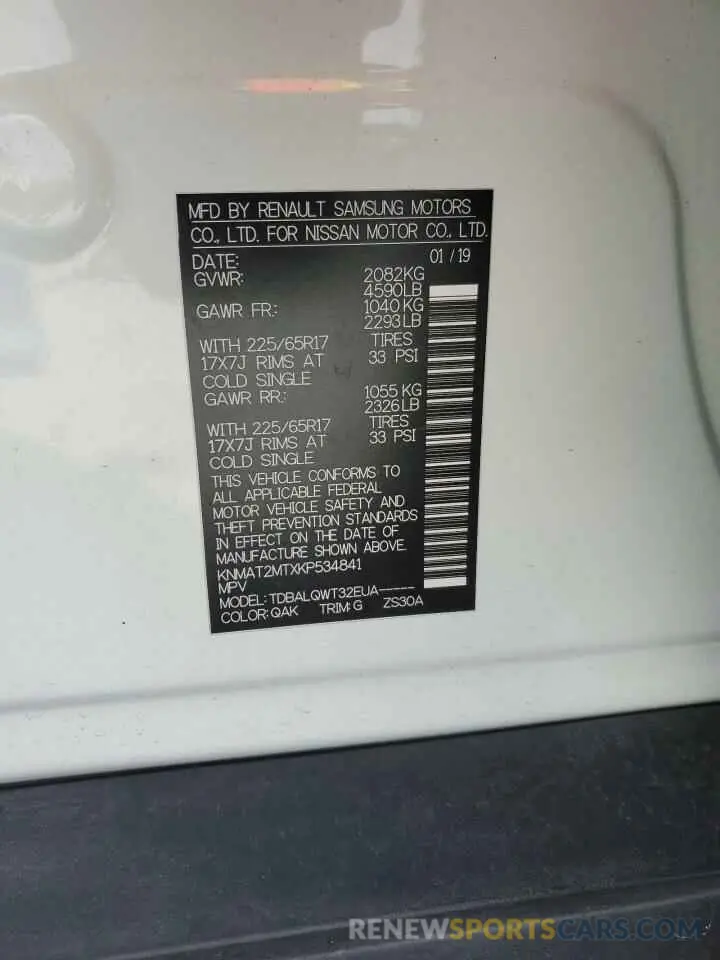 MFD BY RENAULT SAMSUNG MOTORS
CO., LTD. FOR NISSAN MOTOR CO., LTD.
DATE: 01 / 19
GVWR: 2082KG
4590LB
GAWR FR.: 1040 KG
2293LB
WITH 225/65R17 TIRES
17X7J RIMS AT 33 PSI
COLD SINGLE
GAWR RR.: 1055 KG
2326LB
WITH 225/65R17 TIRES
17X7J RIMS AT 33 PSI
COLD SINGLE
THIS VEHICLE CONFORMS TO
ALL APPLICABLE FEDERAL
MOTOR VEHICLE SAFETY AND
THEFT PREVENTION STANDARDS
IN EFFECT ON THE DATE OF
MANUFACTURE SHOWN ABOVE.
KNMAT2MTXKP534841
MPV
MODEL: TDBALQWT32EUA-----
COLOR: QAK TRIM: G ZS30A
RENEWSPORTSCARS.COM